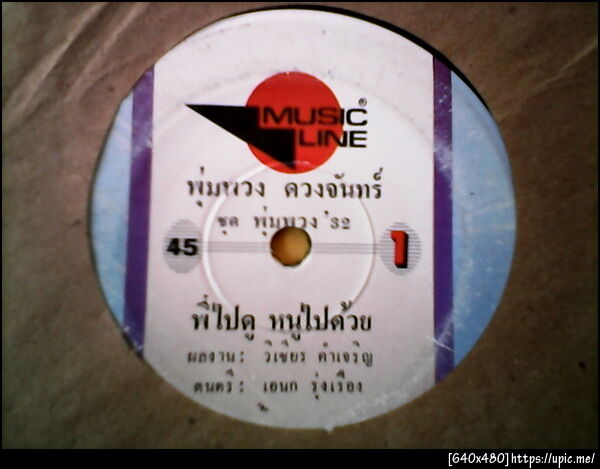 MUSIC®
LINE
พุ่มพวง ดวงจันทร์
ชุด พุ่มพวง '32
45
1
พี่ไปดู หนูไปด้วย
ผลงาน: วิเชียร คำเจริญ
ดนตรี: เอนก รุ่งเรือง
[640x480]https://upic.me/